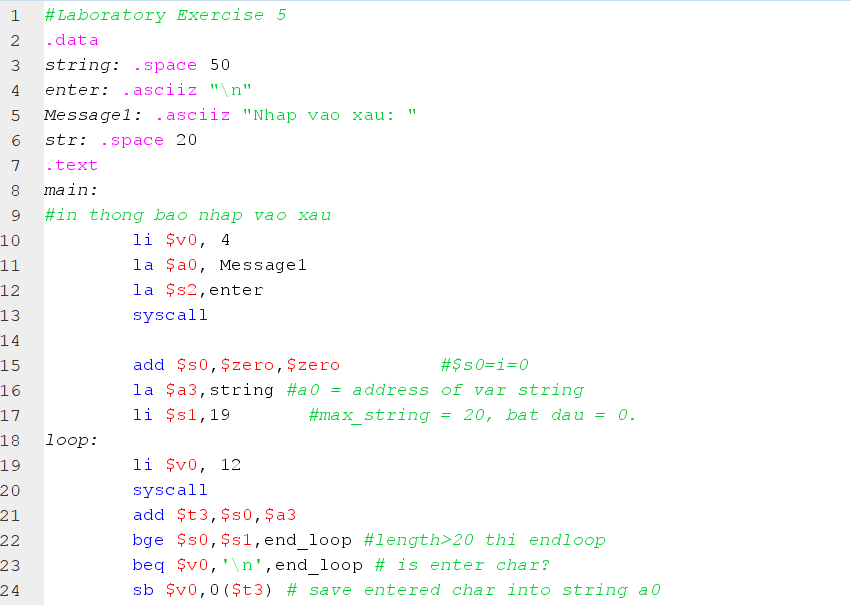 1 #Laboratory Exercise 5
2 .data
3 string: .space 50
4 enter: .asciiz "\n"
5 Message1: .asciiz "Nhap vao xau: "
6 str: .space 20
7 .text
8 main:
9 #in thong bao nhap vao xau
10 li $v0, 4
11 la $a0, Message1
12 la $s2,enter
13 syscall
14
15 add $s0,$zero,$zero #$s0=i=0
16 la $a3,string #a0 = address of var string
17 li $s1,19 #max_string = 20, bat dau = 0.
18 loop:
19 li $v0, 12
20 syscall
21 add $t3,$s0,$a3
22 bge $s0,$s1,end_loop #length>20 thi endloop
23 beq $v0,'\n',end_loop # is enter char?
24 sb $v0,0($t3) # save entered char into string a0